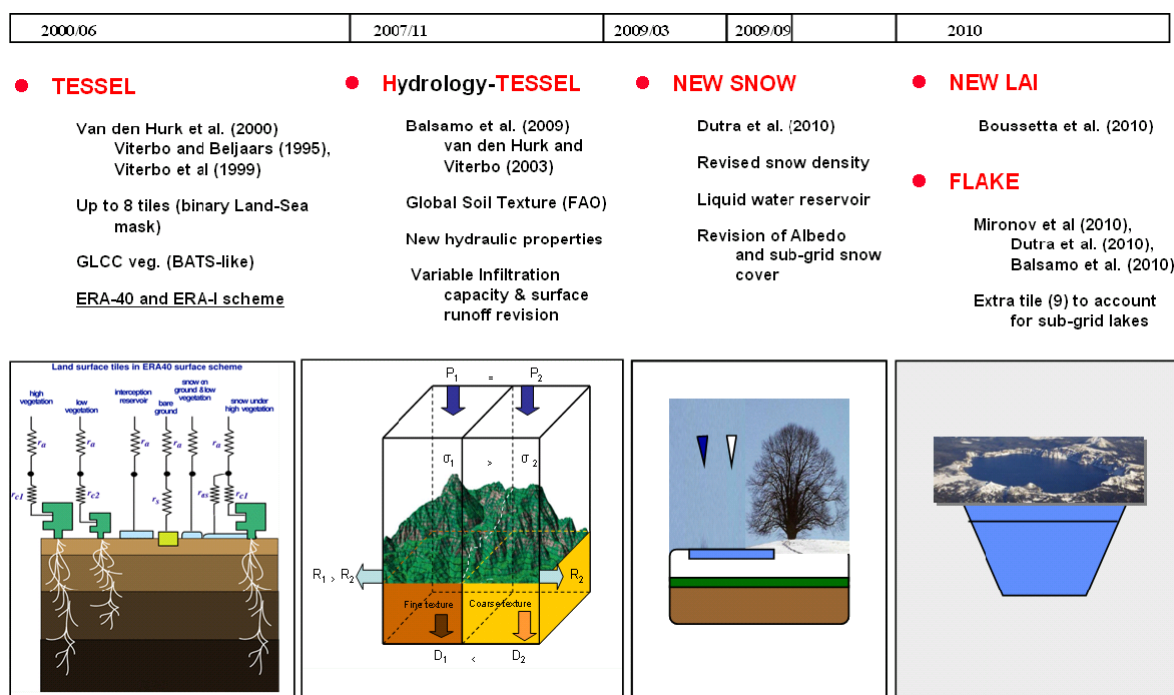 2000/06
2007/11
2009/03
2009/09
2010
TESSEL
Van den Hurk et al. (2000)
Viterbo and Beljaars (1995),
Viterbo et al (1999)
Up to 8 tiles (binary Land-Sea
mask)
GLCC veg. (BATS-like)
ERA-40 and ERA-I scheme
Hydrology-TESSEL
Balsamo et al. (2009)
van den Hurk and
Viterbo (2003)
Global Soil Texture (FAO)
New hydraulic properties
Variable Infiltration
capacity & surface
runoff revision
NEW SNOW
Dutra et al. (2010)
Revised snow density
Liquid water reservoir
Revision of Albedo
and sub-grid snow
cover
NEW LAI
Boussetta et al. (2010)
FLAKE
Mironov et al (2010),
Dutra et al. (2010),
Balsamo et al. (2010)
Extra tile (9) to account
for sub-grid lakes
Land surface tiles in ERA40 surface scheme
high
vegetation
low
vegetation
interception
reservoir
bare
ground
snow on
ground & low
vegetation
snow under
high vegetation
ra ra ra ra ra ra
rc1 rc2 rs ras rc1
P1 = P2
σ1 > σ2
R1 > R2
R2
Fine texture
Coarse texture
D1 < D2